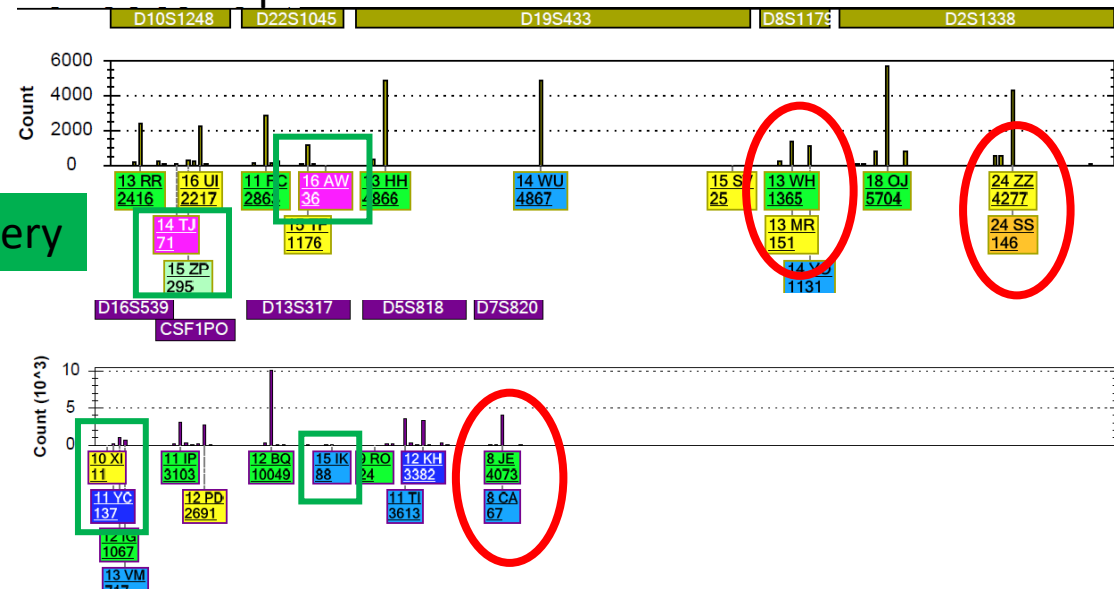 D10S1248 D22S1045 D19S433 D8S1179 D2S1338
6000
4000
2000
0
Count
13 RR 16 UI 16 AW 13 HH 14 WU 13 WH 18 OJ 24 ZZ
2416 2217 36 4866 4867 1365 5704 4277
25
14 TJ 13 MR 24 SS
71 1176 151 146
ery
15 ZP
295 1131
D16S539 D13S317 D5S818 D7S820
CSF1PO
10
5
0
Count (10^3)
10 XI 11 IP 12 BQ 15 IK 9 RO 12 KH 8 JE
11 3103 10049 88 24 3382 4073
11 YC 12 PD 11 TI 8 CA
137 2691 3613 67
12 IG
1067
13 VM